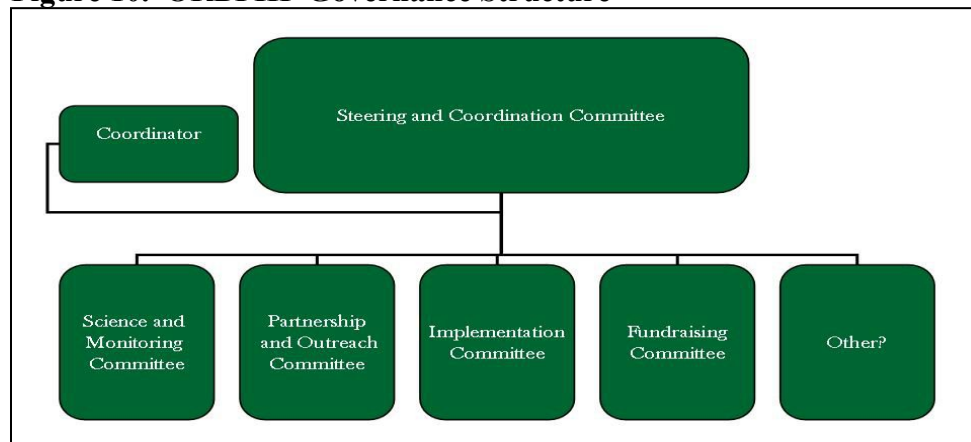 Figure 10: Governance Structure
Steering and Coordination Committee
Coordinator
Science and
Monitoring
Committee
Partnership
and Outreach
Committee
Implementation
Committee
Fundraising
Committee
Other?